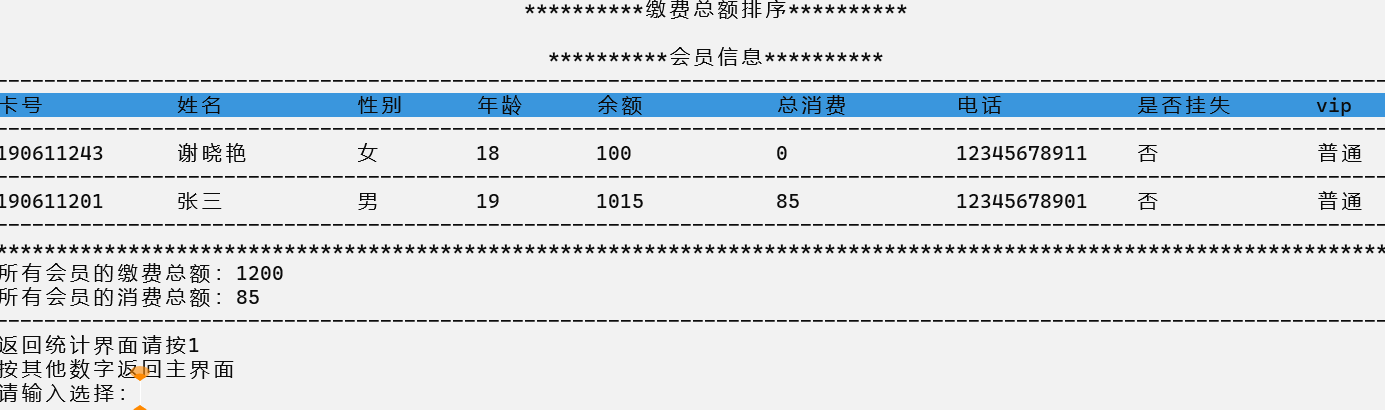 **********缴费总额排序**********
**********会员信息**********
卡号 姓名 性别 年龄 余额 总消费 电话 是否挂失 vip
190611243 谢晓艳 女 18 100 0 12345678911 否 普通
190611201 张三 男 19 1015 85 12345678901 否 普通
所有会员的缴费总额：1200
所有会员的消费总额：85
返回统计界面请按1
按其他数字返回主界面
请输入选择：